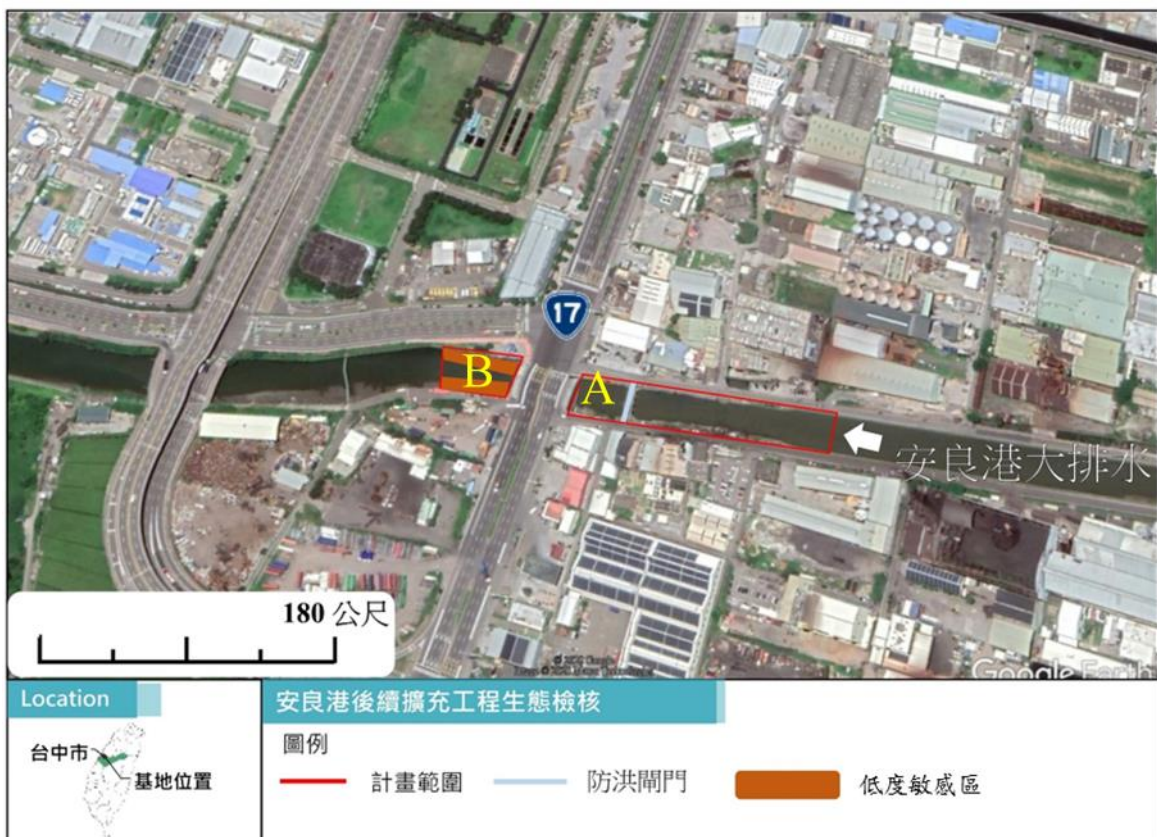 17
B
A
安良港大排水
180 公尺
Google Earth
Location
台中市
基地位置
安良港後續擴充工程生態檢核
圖例
計畫範圍
防洪閘門
低度敏感區